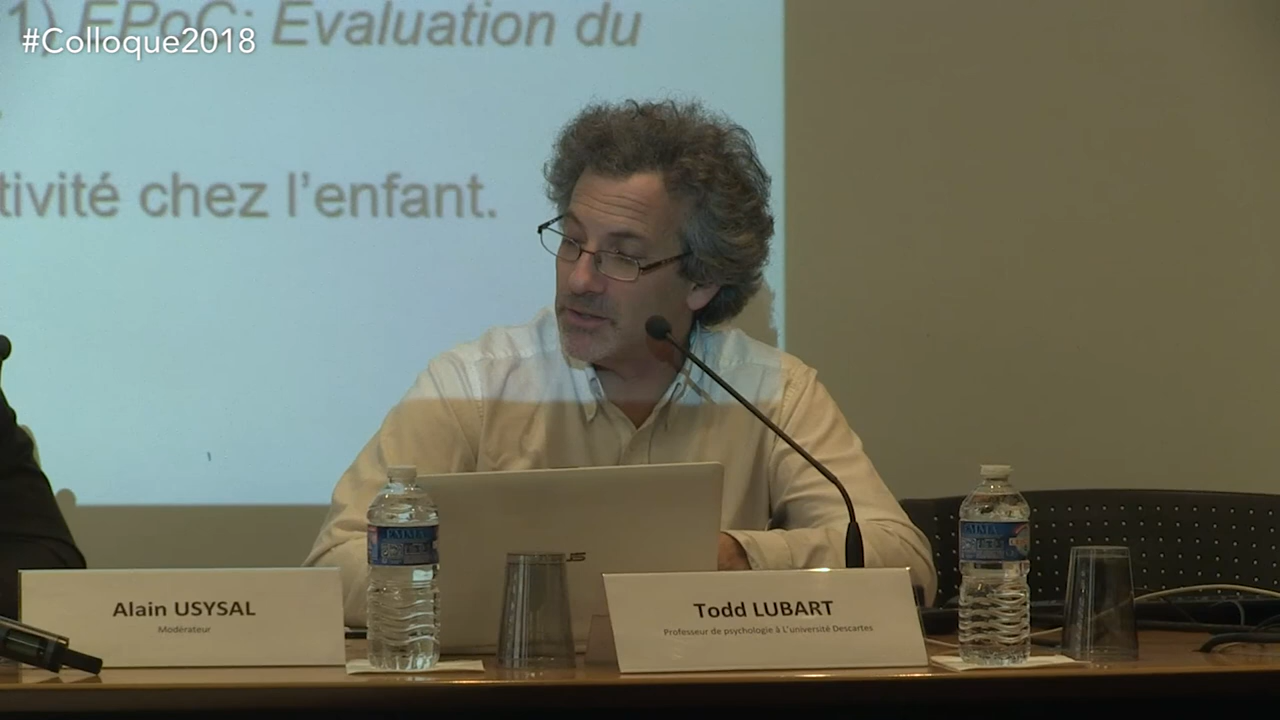 1) EPoC: Evaluation du
#Colloque2018
tivité chez l'enfant.
Alain USYSAL
Modérateur
Todd LUBART
Professeur de psychologie à L'université Descartes